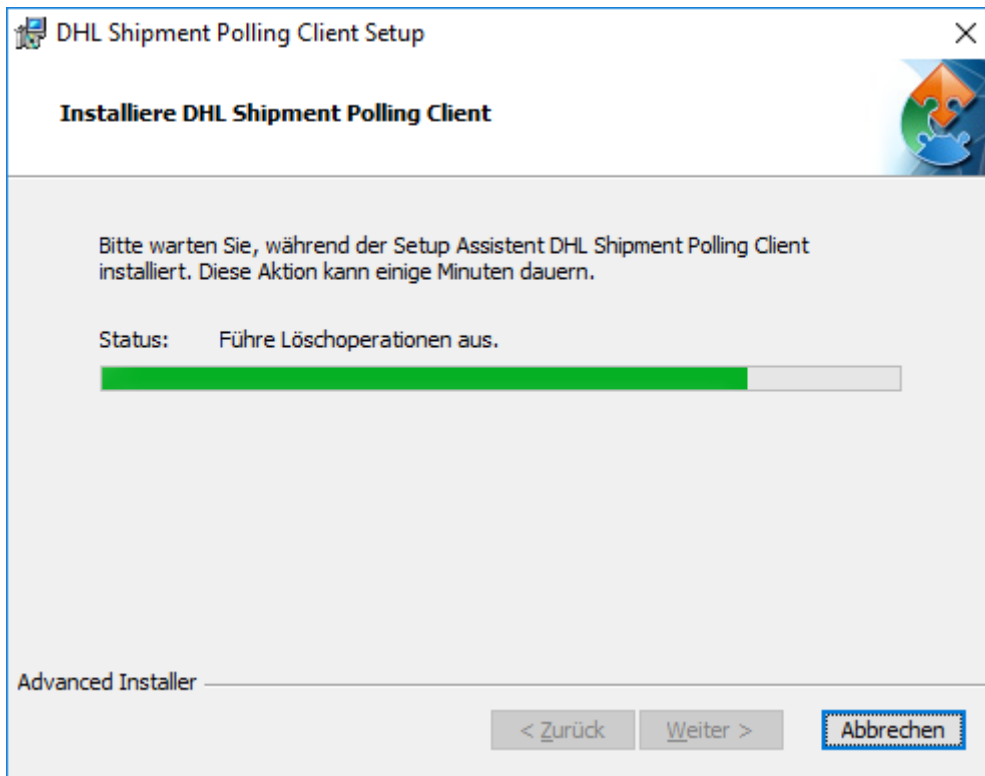 DHL Shipment Polling Client Setup
Installiere DHL Shipment Polling Client
Bitte warten Sie, während der Setup Assistent DHL Shipment Polling Client
installiert. Diese Aktion kann einige Minuten dauern.
Status: Führe Löschoperationen aus.
Advanced Installer
< Zurück Weiter > Abbrechen